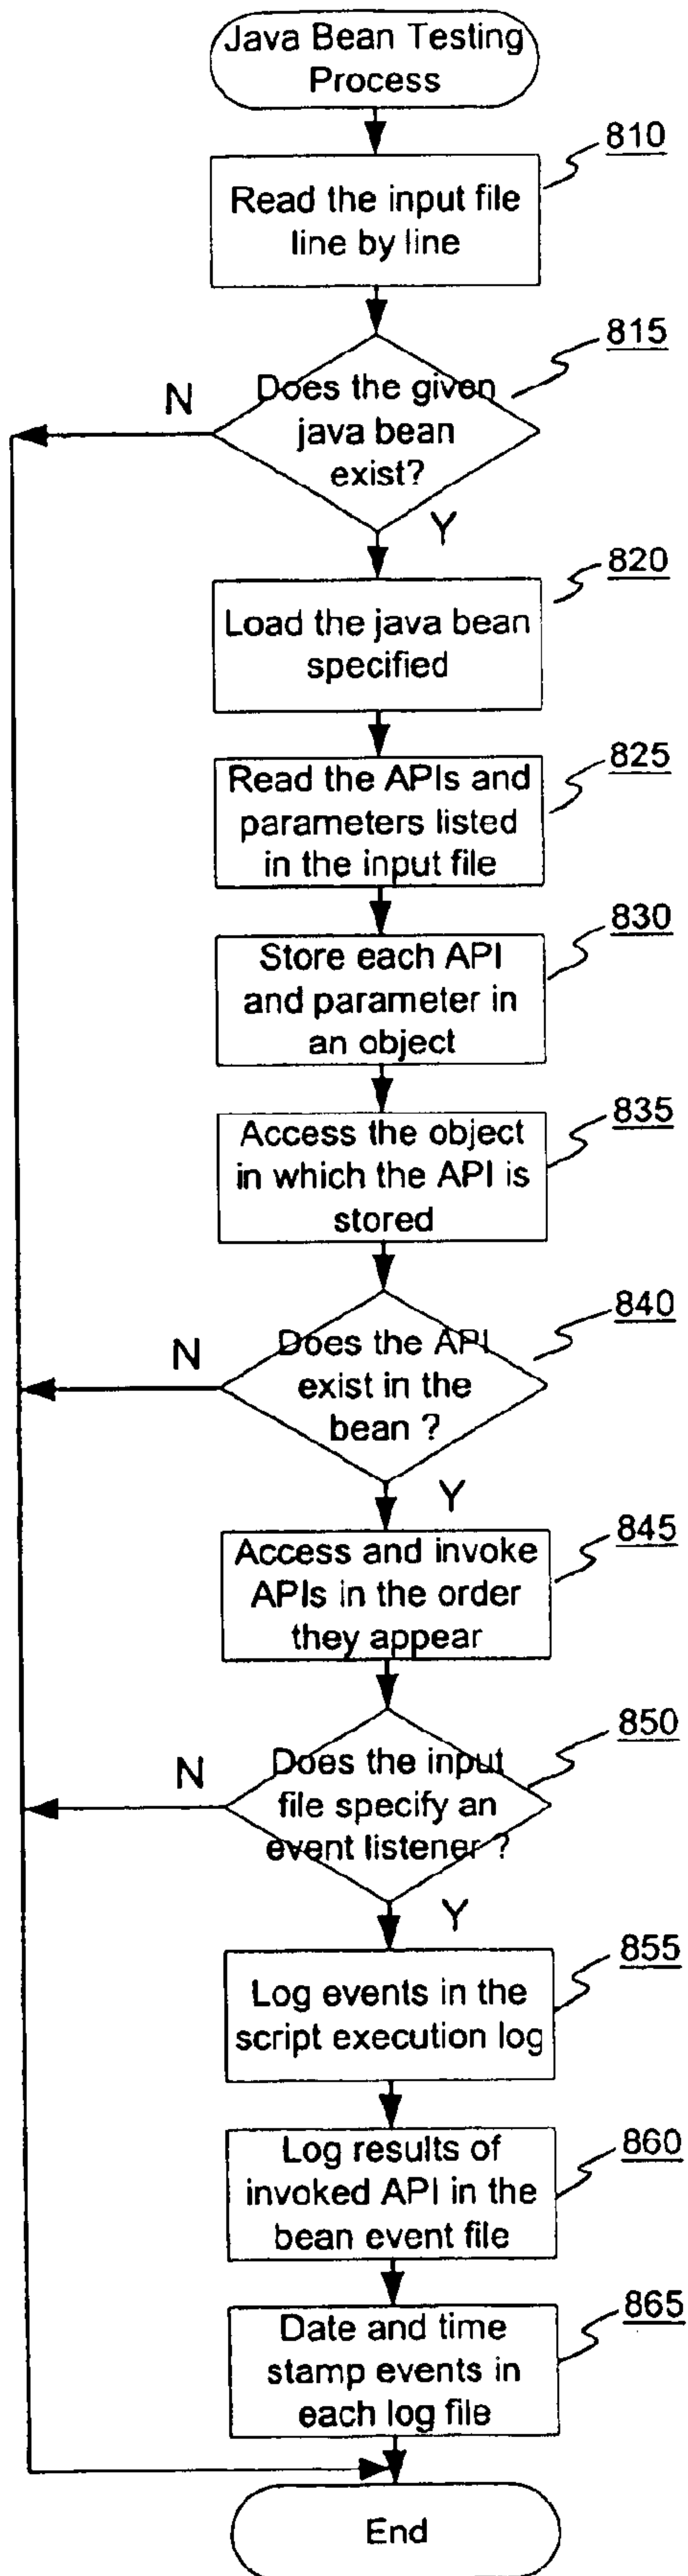 Java Bean Testing
Process
810
Read the input file
line by line
815
N
Does the given
java bean
exist?
Y
820
Load the java bean
specified
825
Read the APIs and
parameters listed
in the input file
830
Store each API
and parameter in
an object
835
Access the object
in which the API is
stored
840
N
Does the API
exist in the
bean ?
Y
845
Access and invoke
APIs in the order
they appear
850
N
Does the input
file specify an
event listener ?
Y
855
Log events in the
script execution log
860
Log results of
invoked API in the
bean event file
865
Date and time
stamp events in
each log file
End